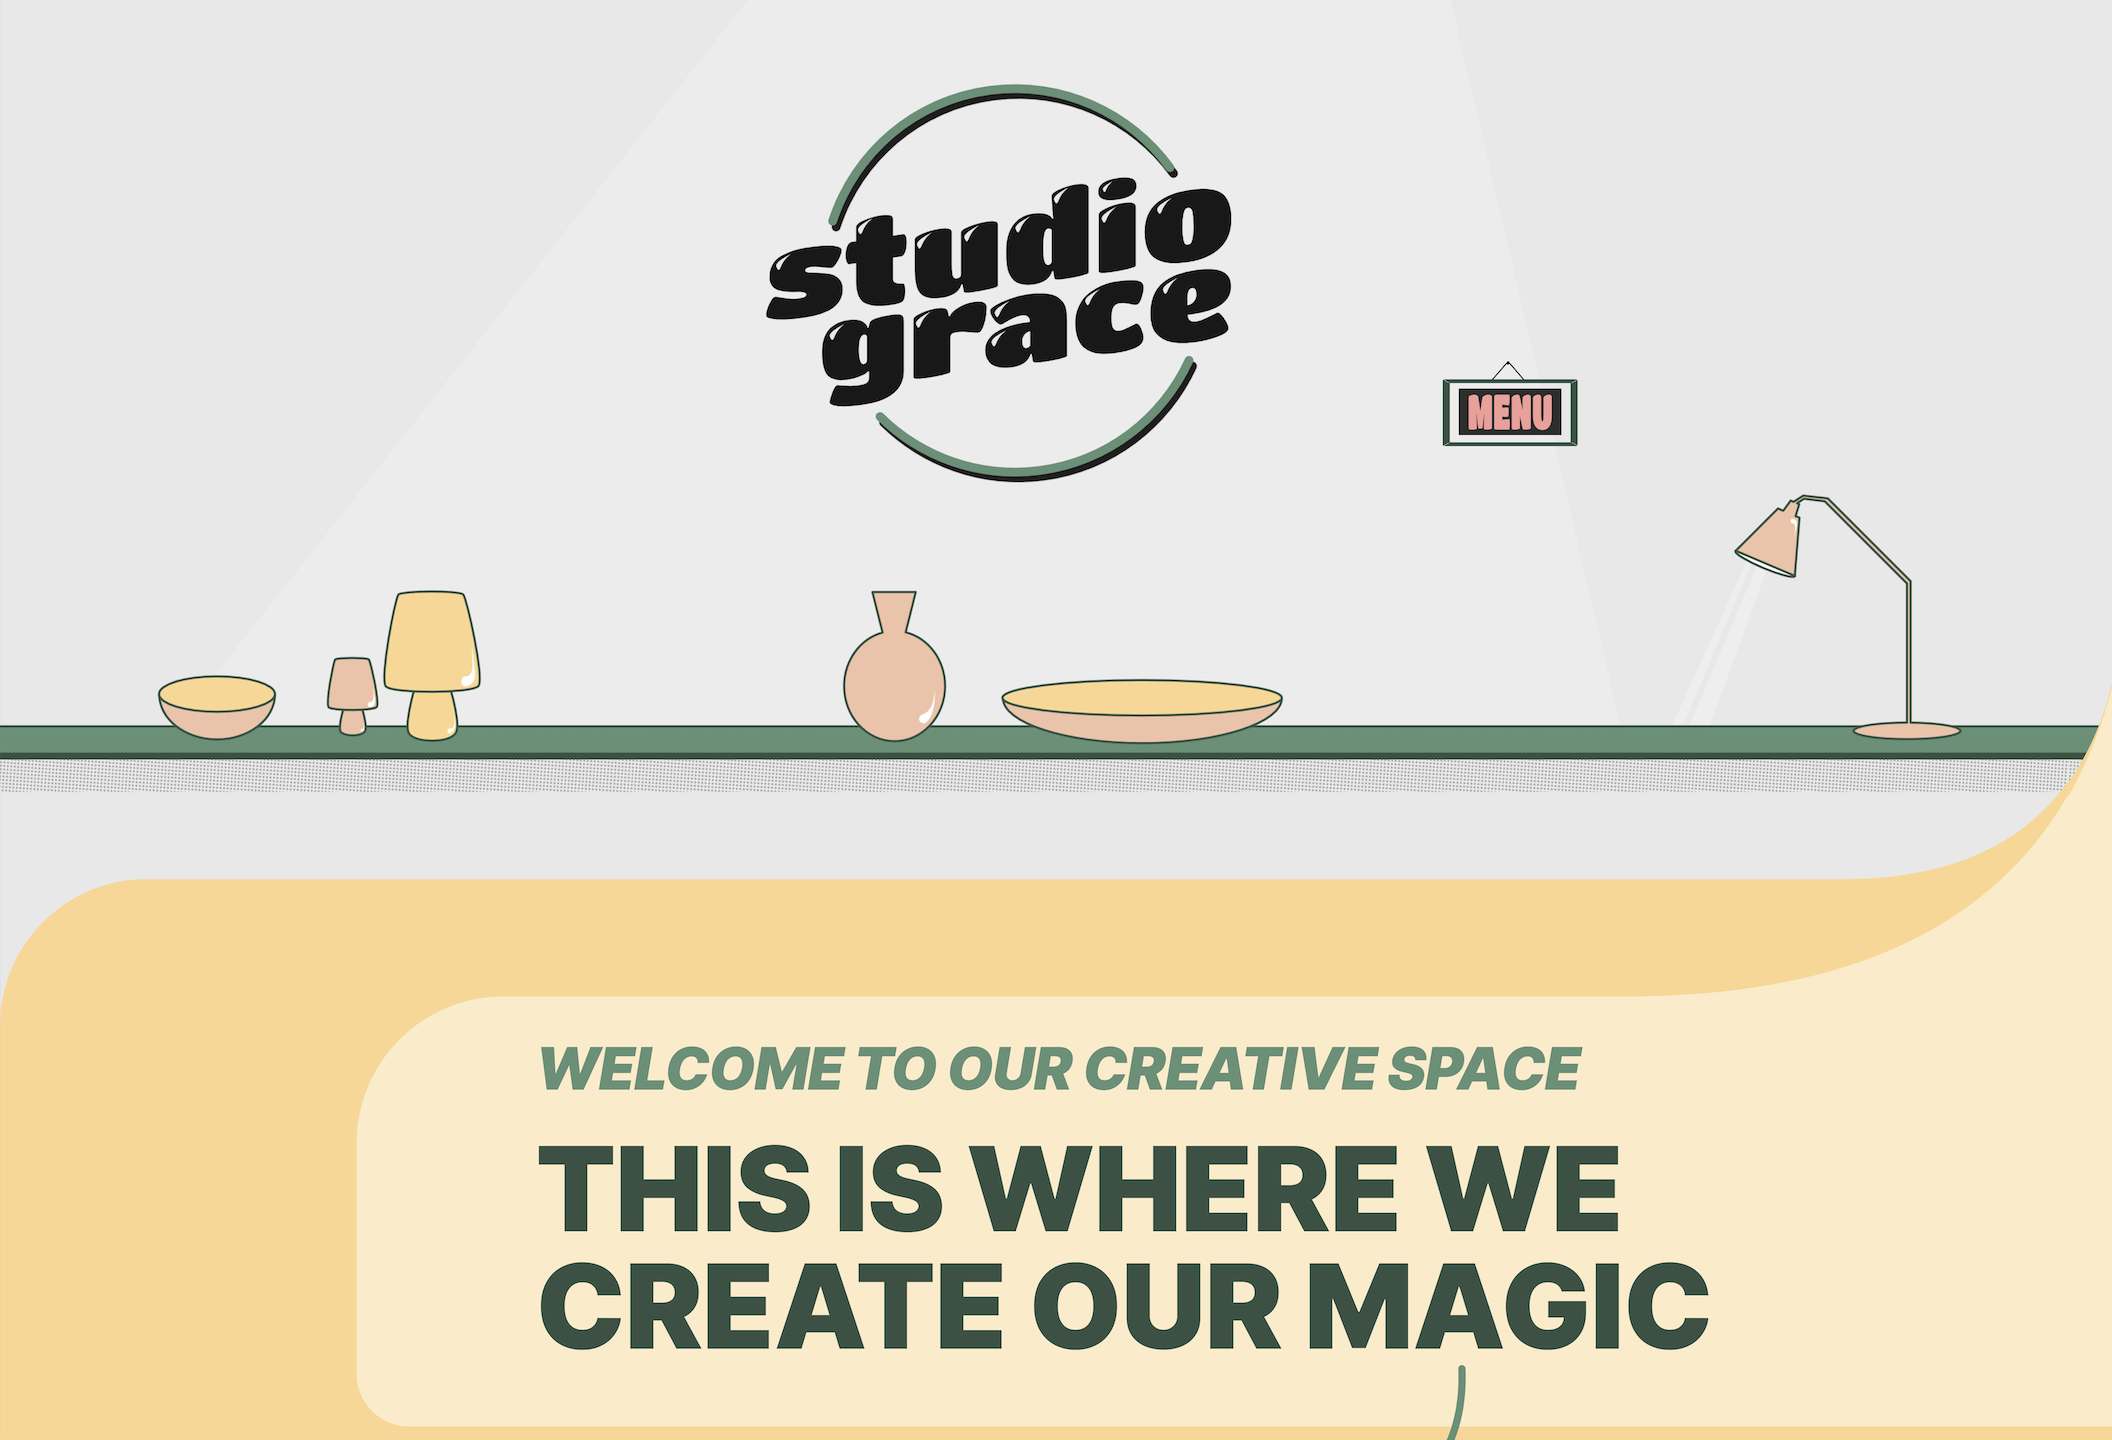 studio
grace
MENU
WELCOME TO OUR CREATIVE SPACE
THIS IS WHERE WE
CREATE OUR MAGIC